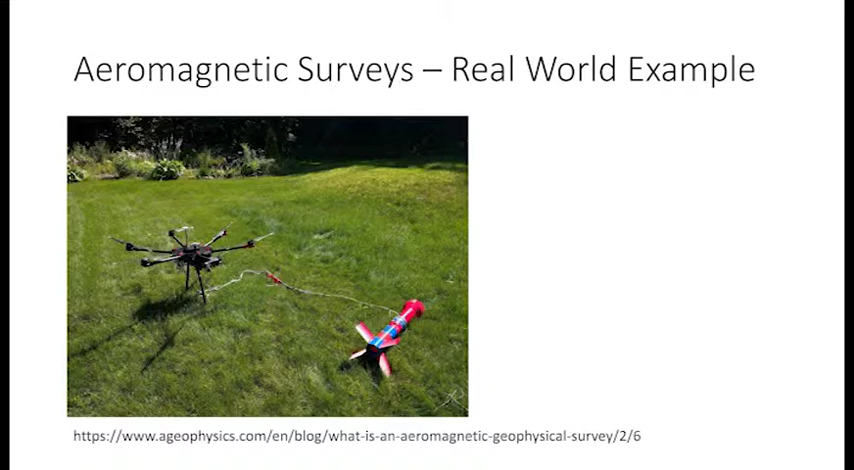 Aeromagnetic Surveys – Real World Example
https://www.ageophysics.com/en/blog/what-is-an-aeromagnetic-geophysical-survey/2/6